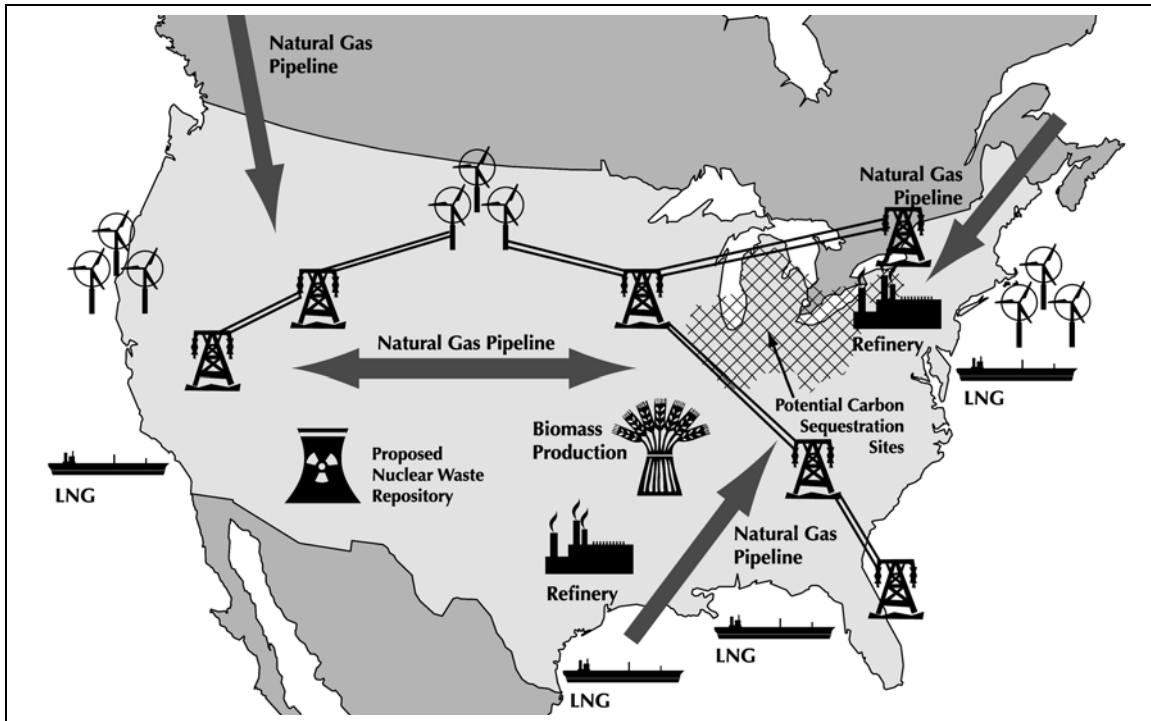 Natural Gas
Pipeline
Natural Gas
Pipeline
Natural Gas Pipeline
Refinery
LNG
Potential Carbon
Sequestration
Sites
Biomass
Production
Proposed
Nuclear Waste
Repository
LNG
Natural Gas
Pipeline
Refinery
LNG
LNG